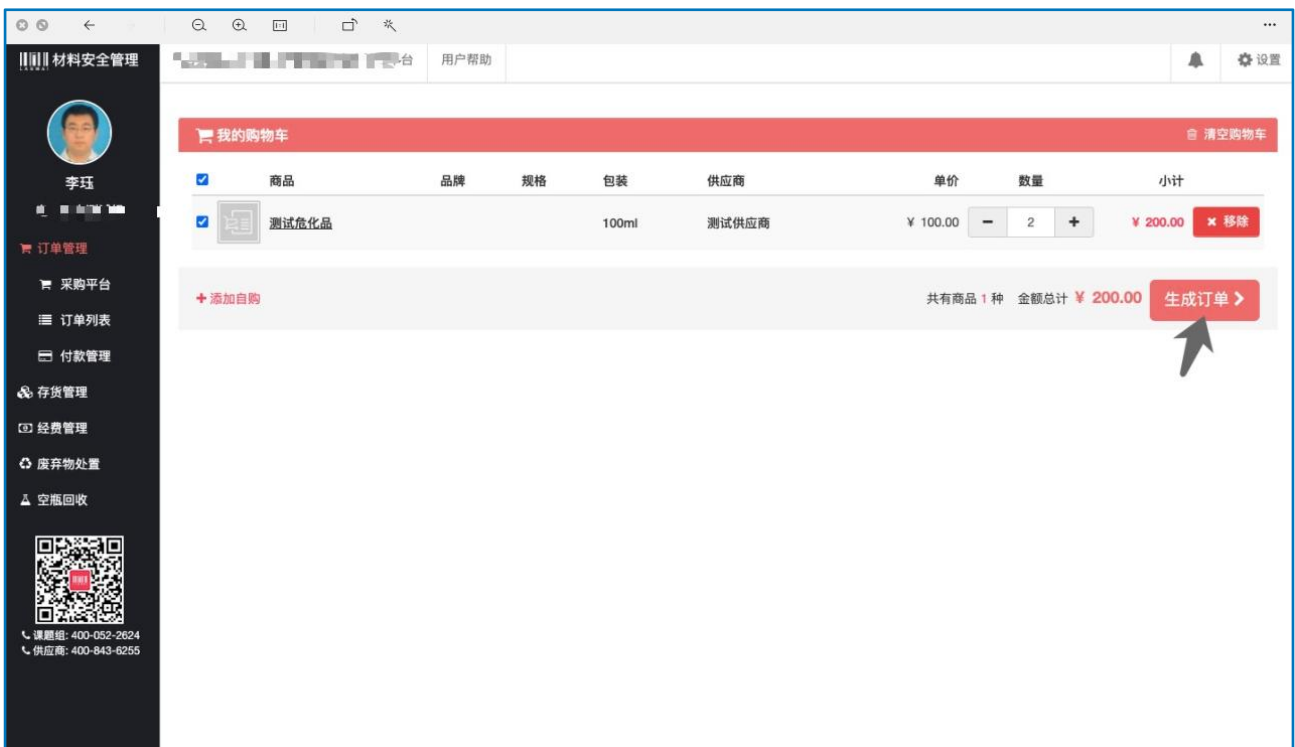 材料安全管理
台
用户帮助
设置
李珏
订单管理
采购平台
订单列表
付款管理
存货管理
经费管理
废弃物处置
空瓶回收
课题组: 400-052-2624
供应商: 400-843-6255
我的购物车
清空购物车
商品 品牌 规格 包装 供应商 单价 数量 小计
测试危化品 100ml 测试供应商 ¥ 100.00 − 2 + ¥ 200.00 × 移除
+ 添加自购 共有商品 1 种 金额总计 ¥ 200.00 生成订单